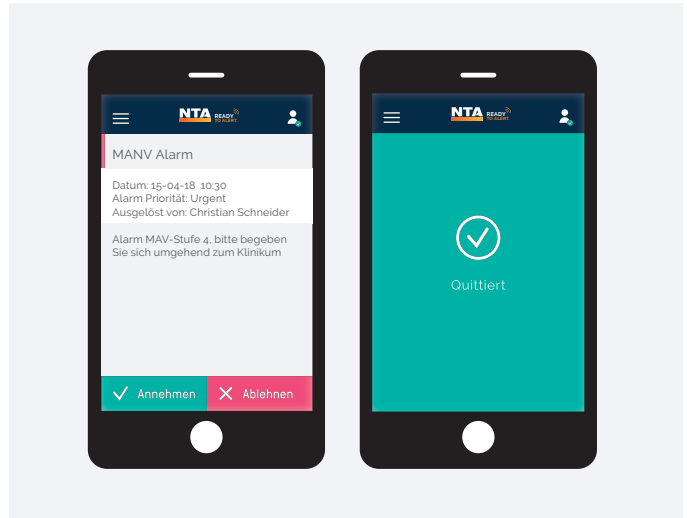 NTA READY
TO ALERT
MANV Alarm
Datum: 15-04-18 10:30
Alarm Priorität: Urgent
Ausgelöst von: Christian Schneider
Alarm MAV-Stufe 4, bitte begeben
Sie sich umgehend zum Klinikum
Annehmen
Ablehnen
NTA READY
TO ALERT
Quittiert